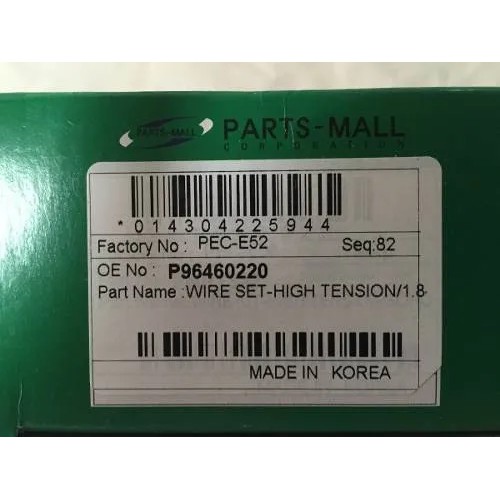 PARTS-MALL PARTS-MALL
CORPORATION
*014304225944
Factory No : PEC-E52 Seq:82
OE No : P96460220
Part Name :WIRE SET-HIGH TENSION/1.8
MADE IN KOREA